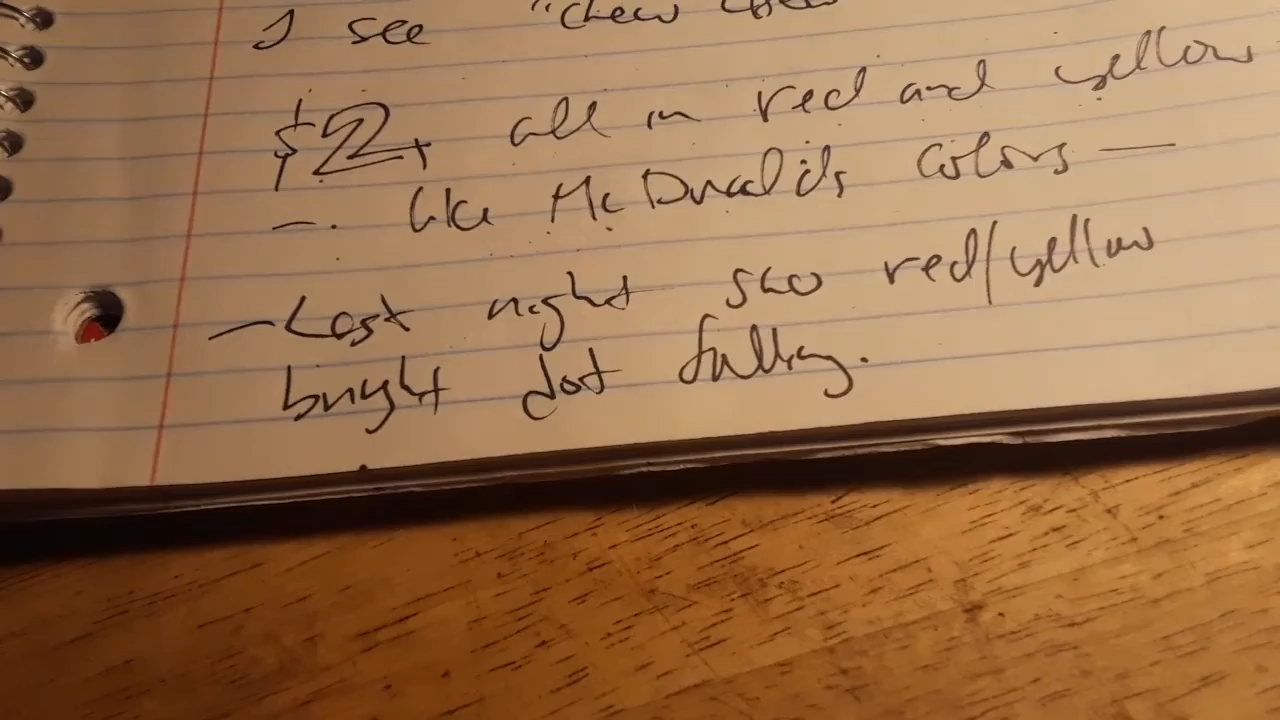 I see "chew
$2, all in red and yellow
—. like McDonald's colors —
— Last night saw red/yellow
bright dot falling.